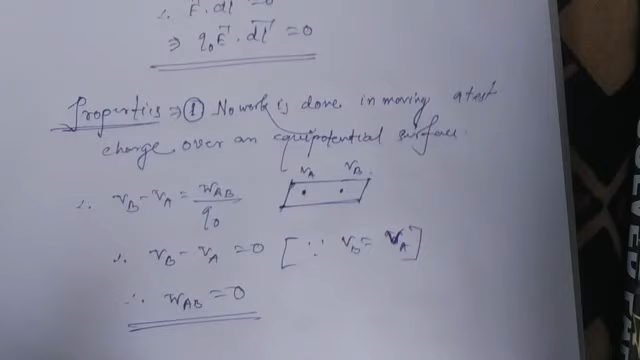 ∴ F⃗ . dl⃗ = 0
⇒ q₀E⃗ . dl⃗ = 0
Properties ⇒ ① No work is done in moving a test
charge over an equipotential surface.
V_A V_B
∴ V_B - V_A = W_AB / q₀
∴ V_B - V_A = 0 [∵ V_B = V_A]
∴ W_AB = 0